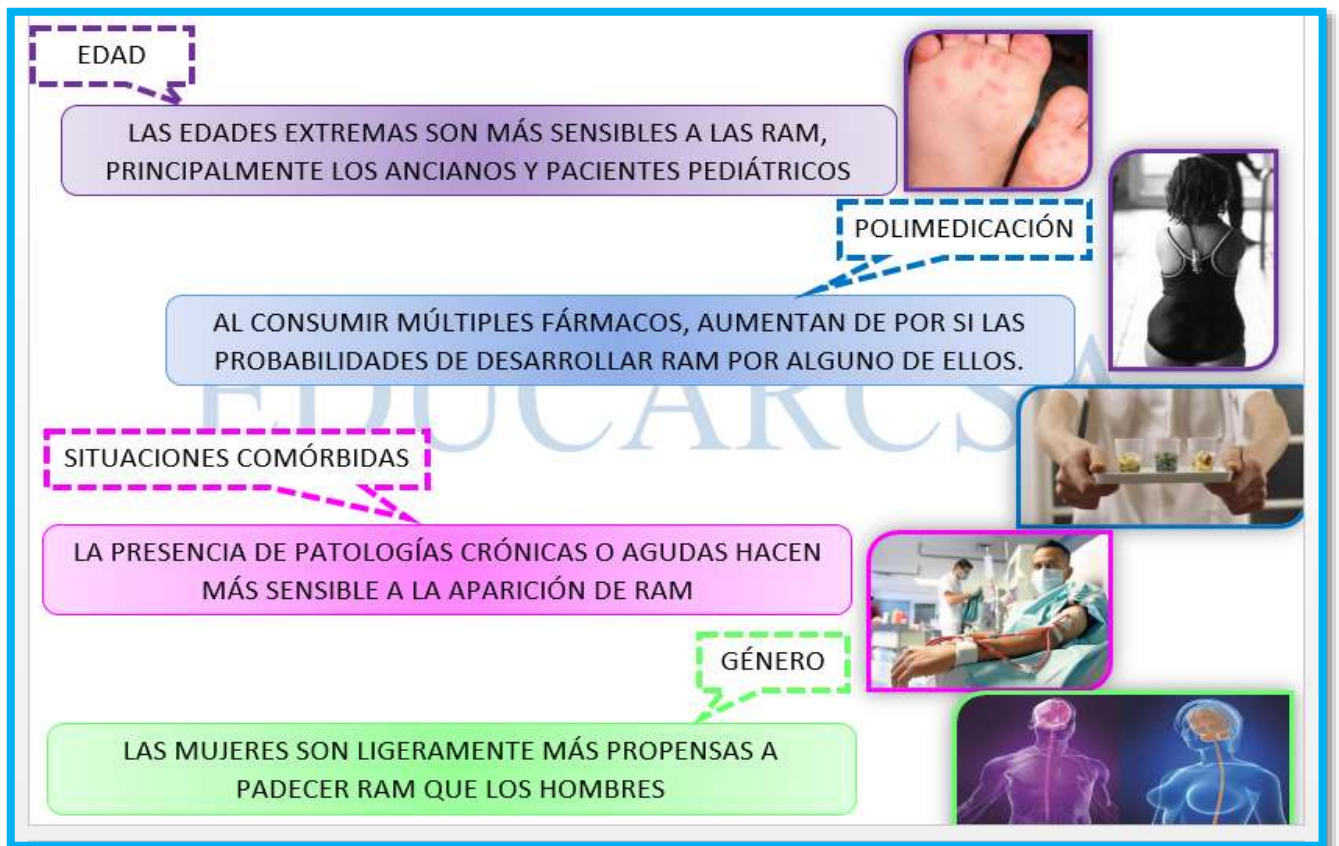 EDAD
LAS EDADES EXTREMAS SON MÁS SENSIBLES A LAS RAM,
PRINCIPALMENTE LOS ANCIANOS Y PACIENTES PEDIÁTRICOS
POLIMEDICACIÓN
AL CONSUMIR MÚLTIPLES FÁRMACOS, AUMENTAN DE POR SI LAS
PROBABILIDADES DE DESARROLLAR RAM POR ALGUNO DE ELLOS.
EDUCARCSA
SITUACIONES COMÓRBIDAS
LA PRESENCIA DE PATOLOGÍAS CRÓNICAS O AGUDAS HACEN
MÁS SENSIBLE A LA APARICIÓN DE RAM
GÉNERO
LAS MUJERES SON LIGERAMENTE MÁS PROPENSAS A
PADECER RAM QUE LOS HOMBRES